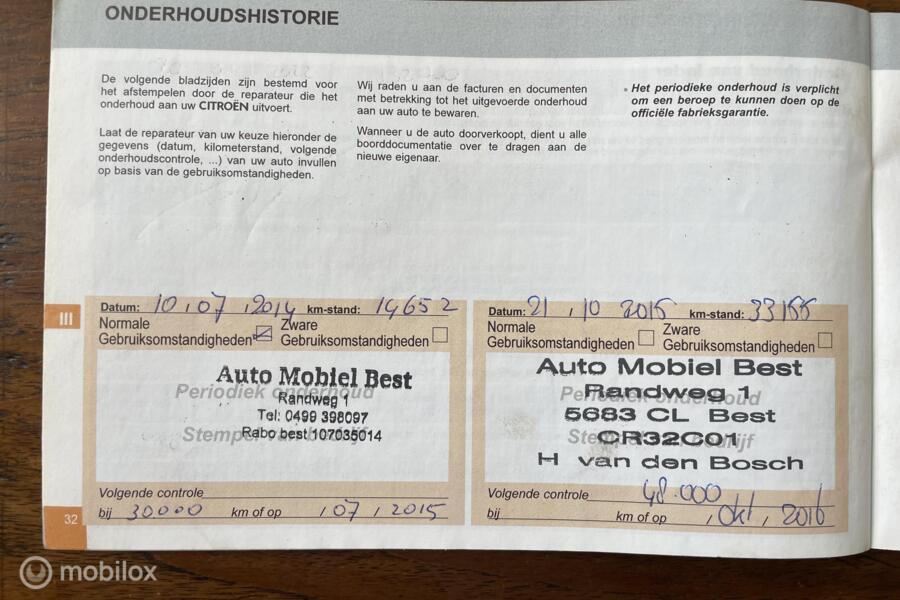 ONDERHOUDSHISTORIE
De volgende bladzijden zijn bestemd voor
het afstempelen door de reparateur die het
onderhoud aan uw CITROËN uitvoert.
Laat de reparateur van uw keuze hieronder de
gegevens (datum, kilometerstand, volgende
onderhoudscontrole, ...) van uw auto invullen
op basis van de gebruiksomstandigheden.
Wij raden u aan de facturen en documenten
met betrekking tot het uitgevoerde onderhoud
aan uw auto te bewaren.
Wanneer u de auto doorverkoopt, dient u alle
boorddocumentatie over te dragen aan de
nieuwe eigenaar.
• Het periodieke onderhoud is verplicht
om een beroep te kunnen doen op de
officiële fabrieksgarantie.
III
Datum: 10,07,2014 km-stand: 14652
Normale
Gebruiksomstandigheden
Zware
Gebruiksomstandigheden
Periodiek onderhoud
Auto Mobiel Best
Randweg 1
Tel: 0499 398097
Rabo best 107035014
Volgende controle
bij 30000 km of op , 07 , 2015
Datum: 21 , 10 2015 km-stand: 33155
Normale
Gebruiksomstandigheden
Zware
Gebruiksomstandigheden
Auto Mobiel Best
Randweg 1
5683 CL Best
CR32C01
H van den Bosch
Volgende controle 48.000
bij km of op , okt , 2016
32
mobilox